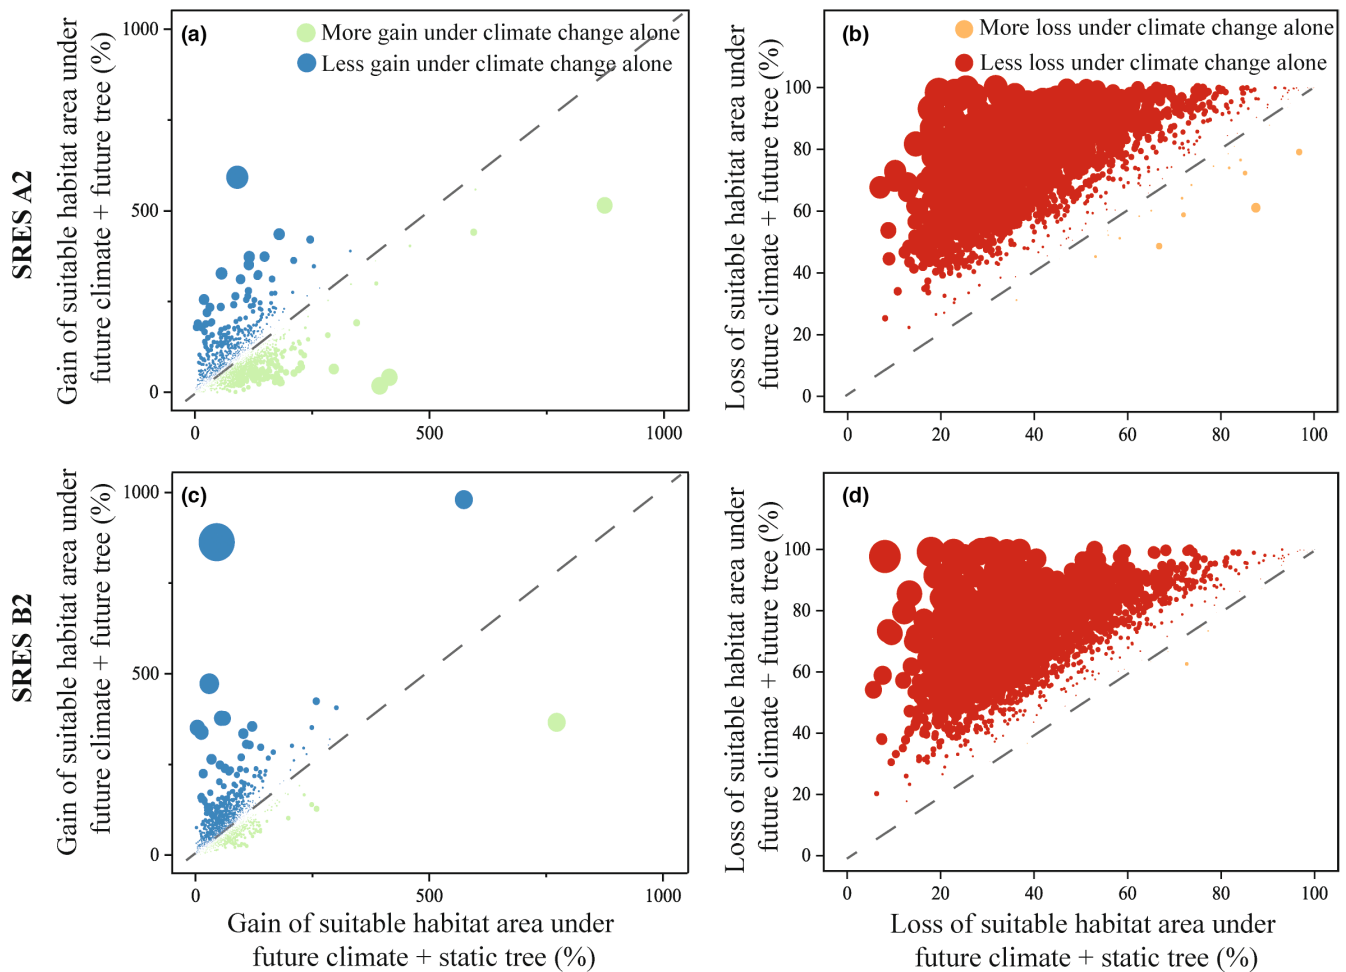 SRES A2
Gain of suitable habitat area under
future climate + future tree (%)
1000
500
0
(a)
More gain under climate change alone
Less gain under climate change alone
0
500
1000
Loss of suitable habitat area under
future climate + future tree (%)
100
80
60
40
20
0
(b)
More loss under climate change alone
Less loss under climate change alone
0
20
40
60
80
100
SRES B2
Gain of suitable habitat area under
future climate + future tree (%)
1000
500
0
(c)
0
500
1000
Gain of suitable habitat area under
future climate + static tree (%)
Loss of suitable habitat area under
future climate + future tree (%)
100
80
60
40
20
0
(d)
0
20
40
60
80
100
Loss of suitable habitat area under
future climate + static tree (%)